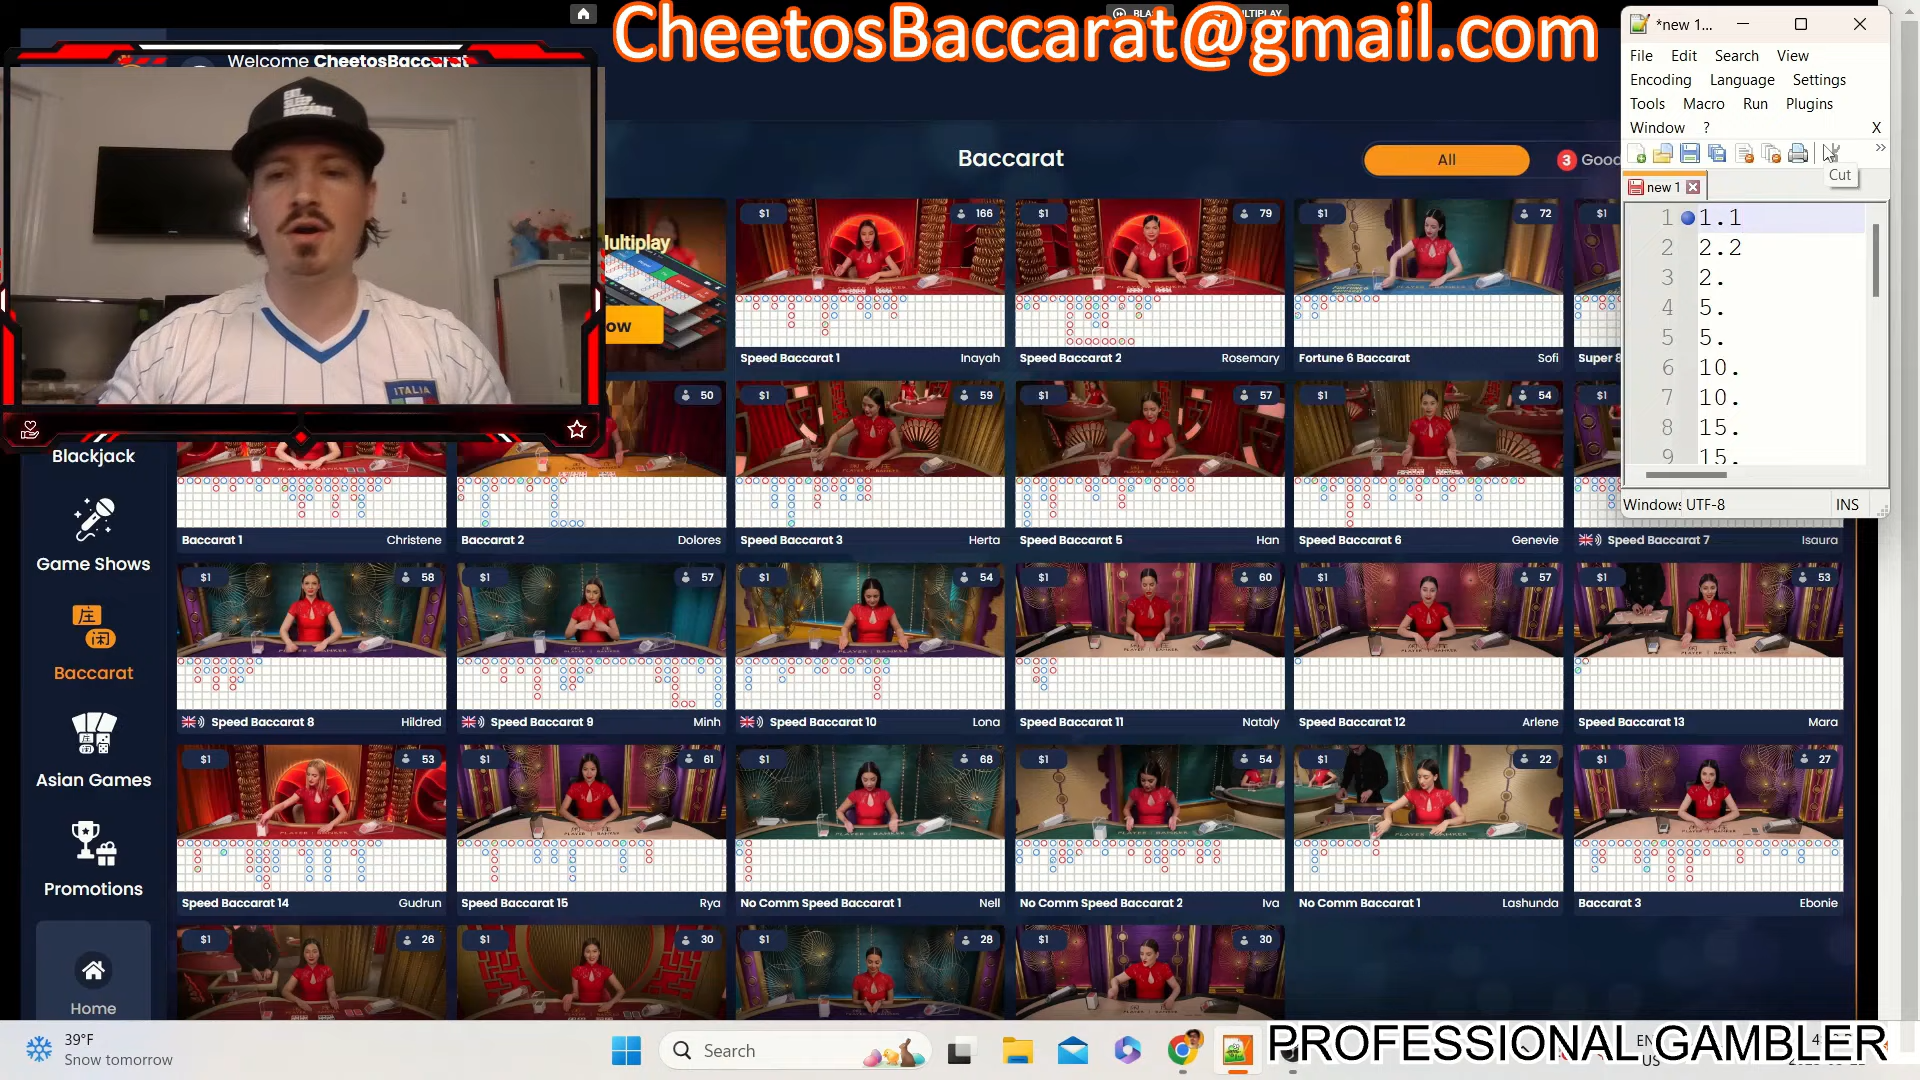 CheetosBaccarat@gmail.com
Welcome CheetosBaccarat
EAT.
SLEEP.
BACCARAT.
ITALIA
Baccarat
All
3 Good
Multiplay
ow
$1 166
Speed Baccarat 1 Inayah
$1 79
Speed Baccarat 2 Rosemary
$1 72
Fortune 6 Baccarat Sofi
$1
Super 8
Baccarat 1 Christene
50
Baccarat 2 Dolores
$1 59
Speed Baccarat 3 Herta
$1 57
Speed Baccarat 5 Han
$1 54
Speed Baccarat 6 Genevie
Speed Baccarat 7 Isaura
$1 58
Speed Baccarat 8 Hildred
$1 57
Speed Baccarat 9 Minh
$1 54
Speed Baccarat 10 Lona
$1 60
Speed Baccarat 11 Nataly
$1 57
Speed Baccarat 12 Arlene
$1 53
Speed Baccarat 13 Mara
$1 53
Speed Baccarat 14 Gudrun
$1 61
Speed Baccarat 15 Rya
$1 68
No Comm Speed Baccarat 1 Nell
$1 54
No Comm Speed Baccarat 2 Iva
$1 22
No Comm Baccarat 1 Lashunda
$1 27
Baccarat 3 Ebonie
$1 26
$1 30
$1 28
$1 30
Blackjack
Game Shows
庄
闲
Baccarat
Asian Games
Promotions
Home
*new 1...
File Edit Search View
Encoding Language Settings
Tools Macro Run Plugins
Window ? X
Cut
new 1
1 1.1
2 2.2
3 2.
4 5.
5 5.
6 10.
7 10.
8 15.
9 15.
Window: UTF-8 INS
39°F
Snow tomorrow
Search
PROFESSIONAL GAMBLER